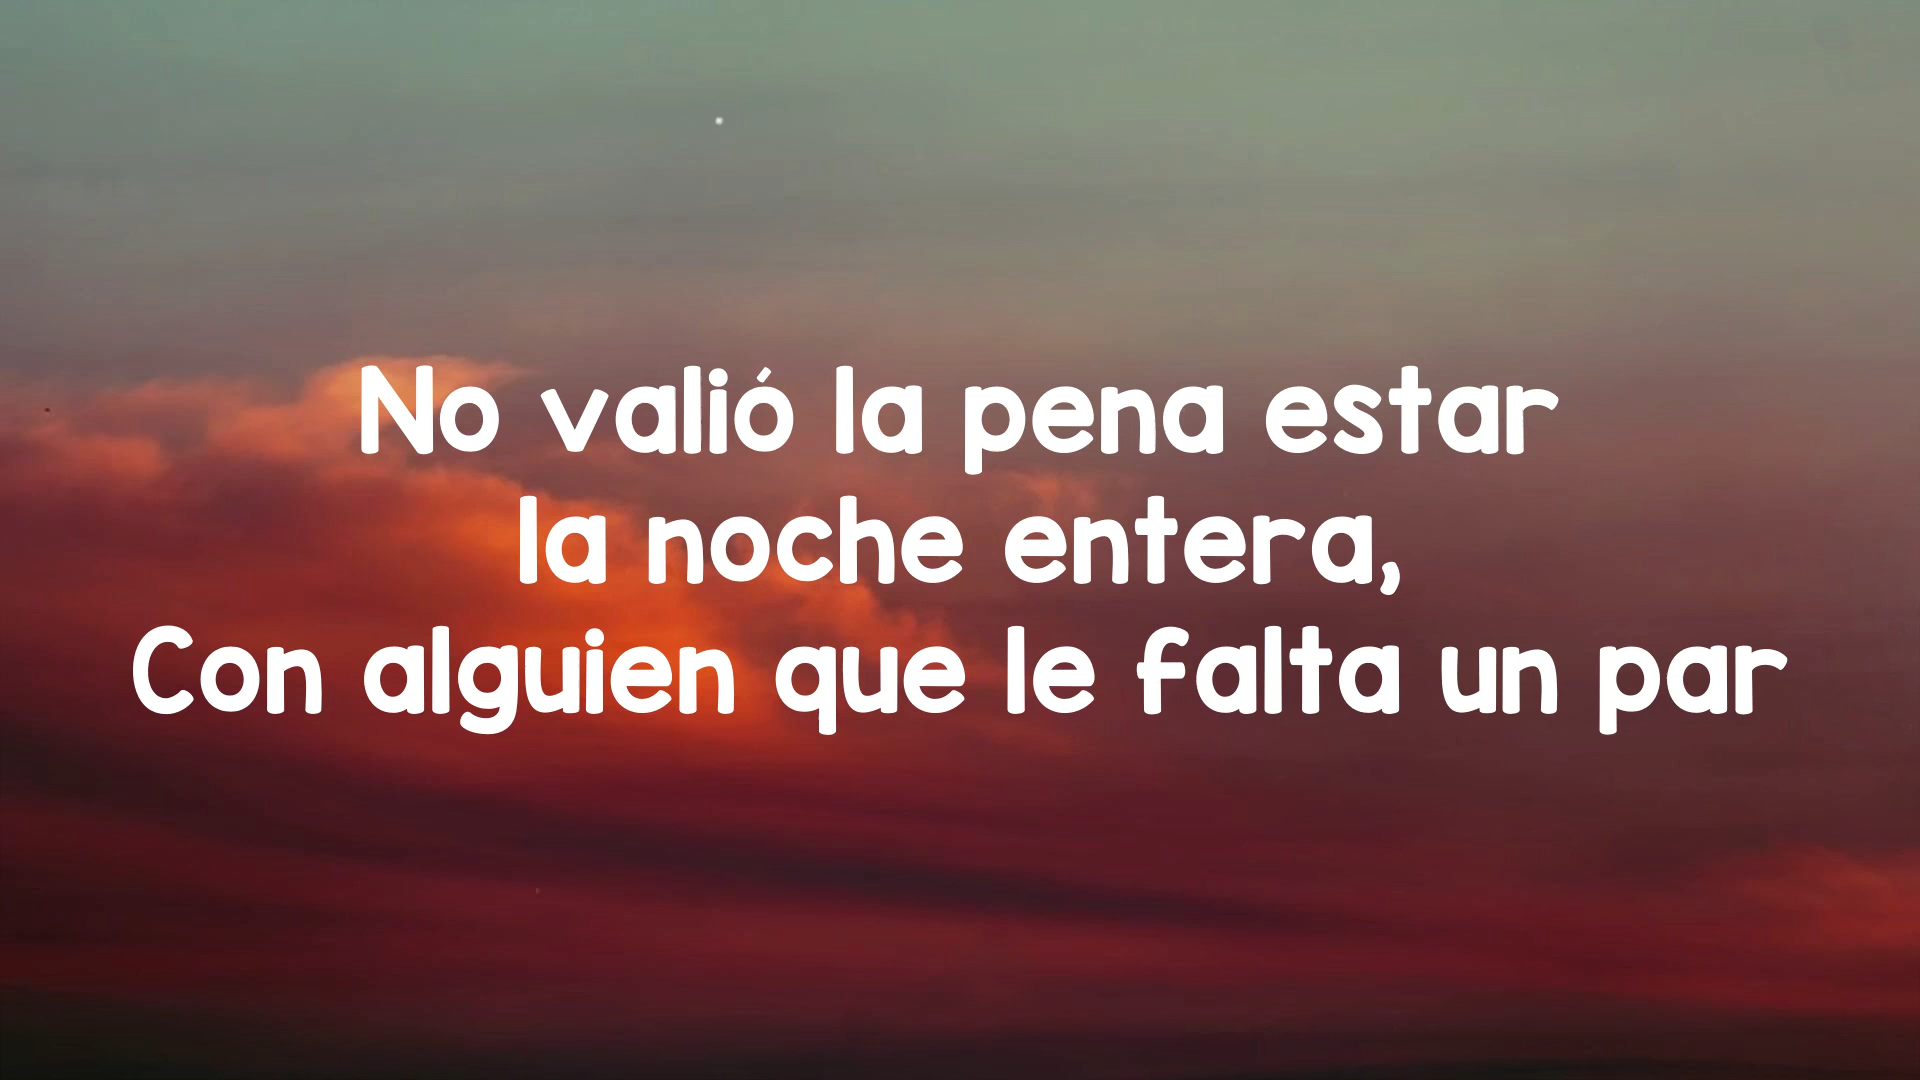 No valió la pena estar
la noche entera,
Con alguien que le falta un par